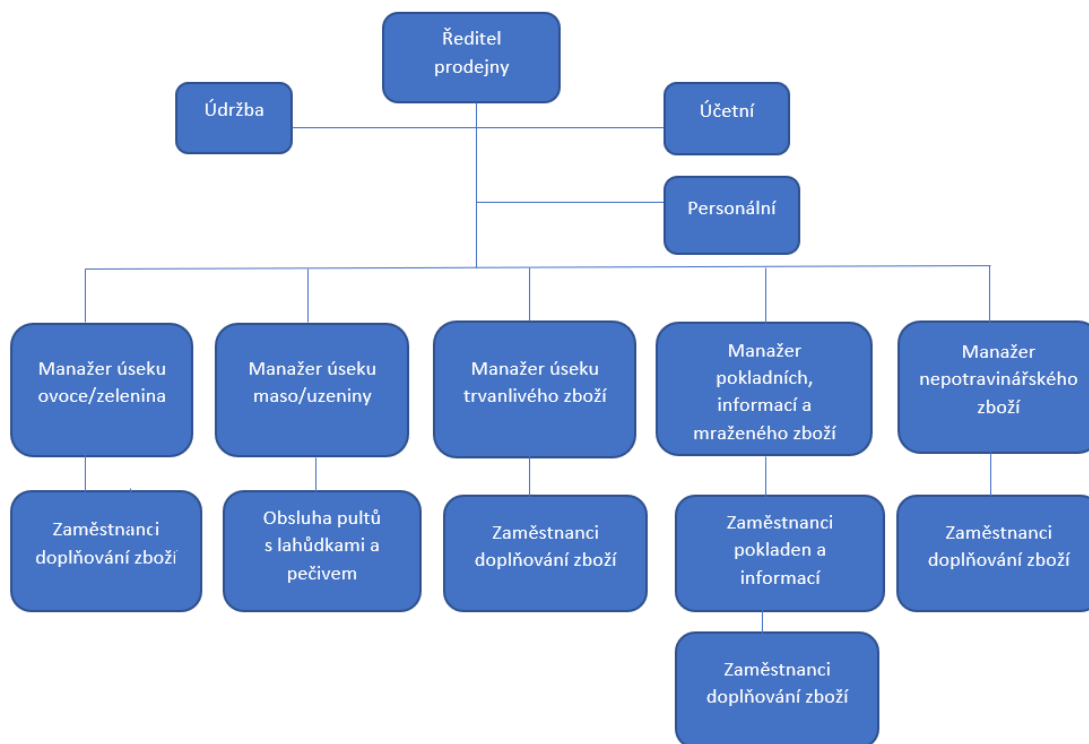 Ředitel
prodejny
Údržba
Účetní
Personální
Manažer úseku
ovoce/zelenina
Manažer úseku
maso/uzeniny
Manažer úseku
trvanlivého zboží
Manažer
pokladních,
informací a
mraženého zboží
Manažer
nepotravinářského
zboží
Zaměstnanci
doplňování zboží
Obsluha pultů
s lahůdkami a
pečivem
Zaměstnanci
doplňování zboží
Zaměstnanci
pokladen a
informací
Zaměstnanci
doplňování zboží
Zaměstnanci
doplňování zboží